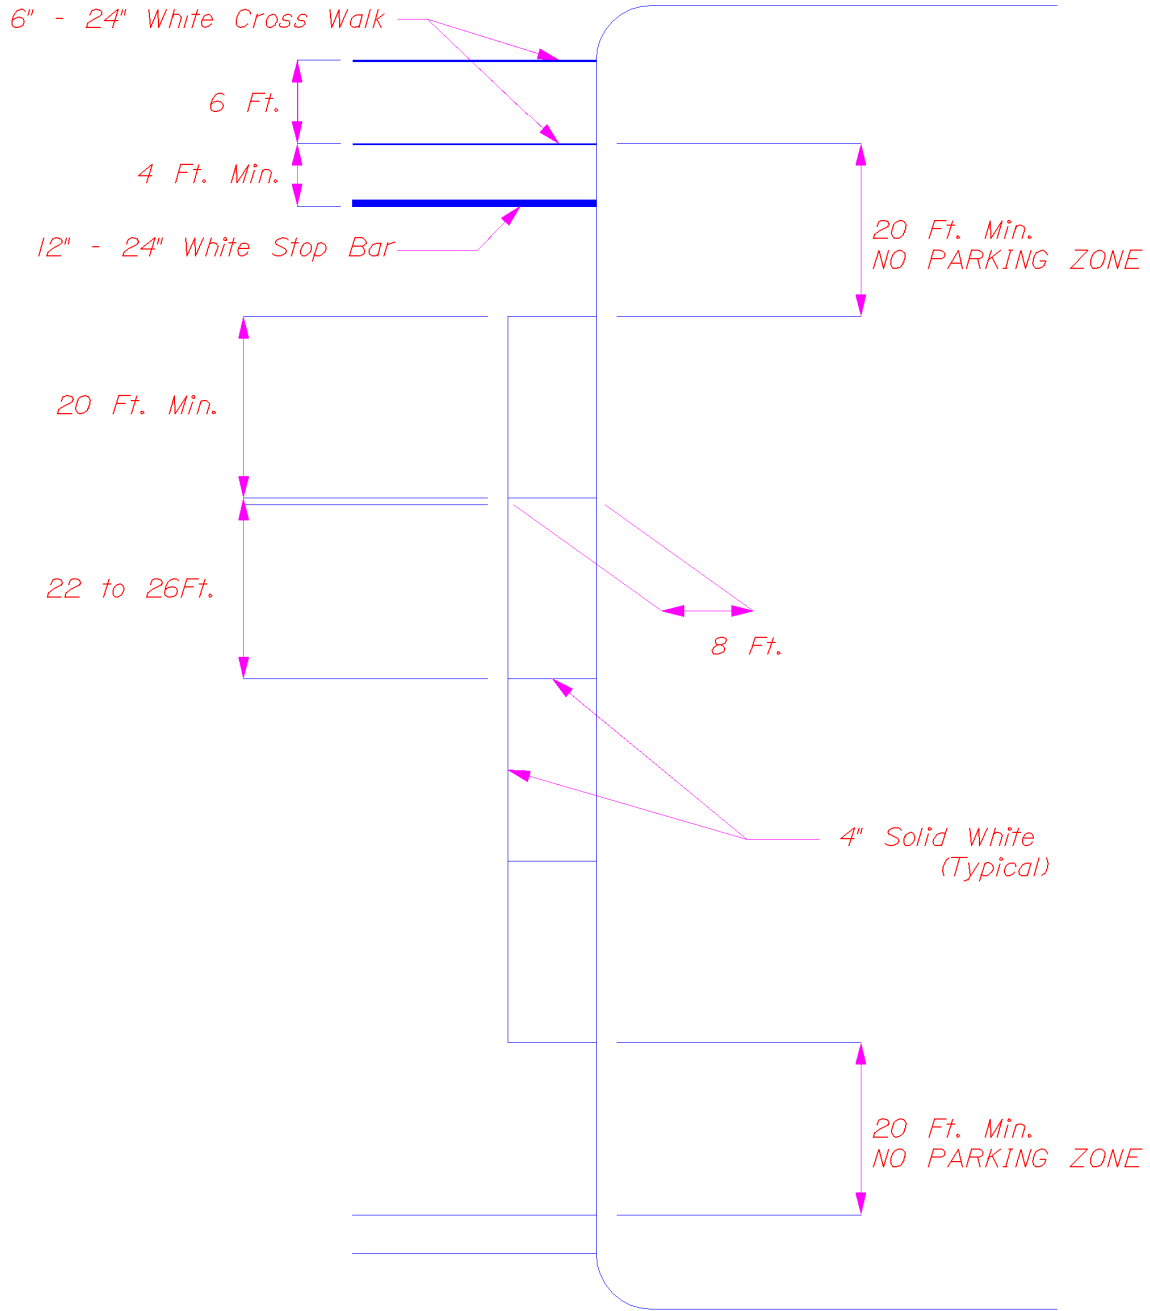 6" - 24" White Cross Walk
6 Ft.
4 Ft. Min.
12" - 24" White Stop Bar
20 Ft. Min.
NO PARKING ZONE
20 Ft. Min.
22 to 26Ft.
8 Ft.
4" Solid White
(Typical)
20 Ft. Min.
NO PARKING ZONE